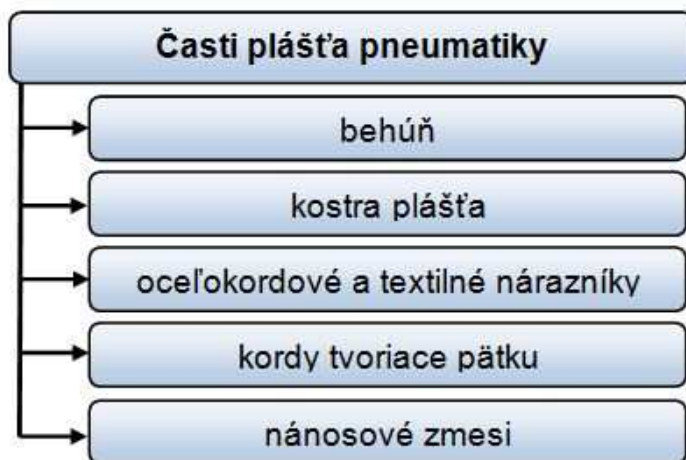 Časti plášťa pneumatiky
behúň
kostra plášťa
oceľokordové a textilné nárazníky
kordy tvoriace pätku
nánosové zmesi